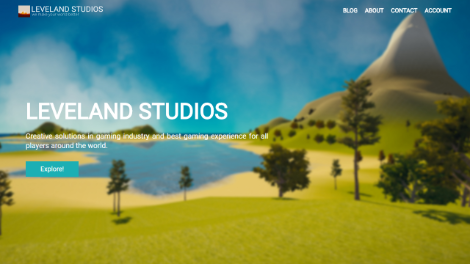 LEVELAND STUDIOS
BLOG ABOUT CONTACT ACCOUNT
LEVELAND STUDIOS
Creative solutions in gaming industry and best gaming experience for all
players around the world.
Explore!